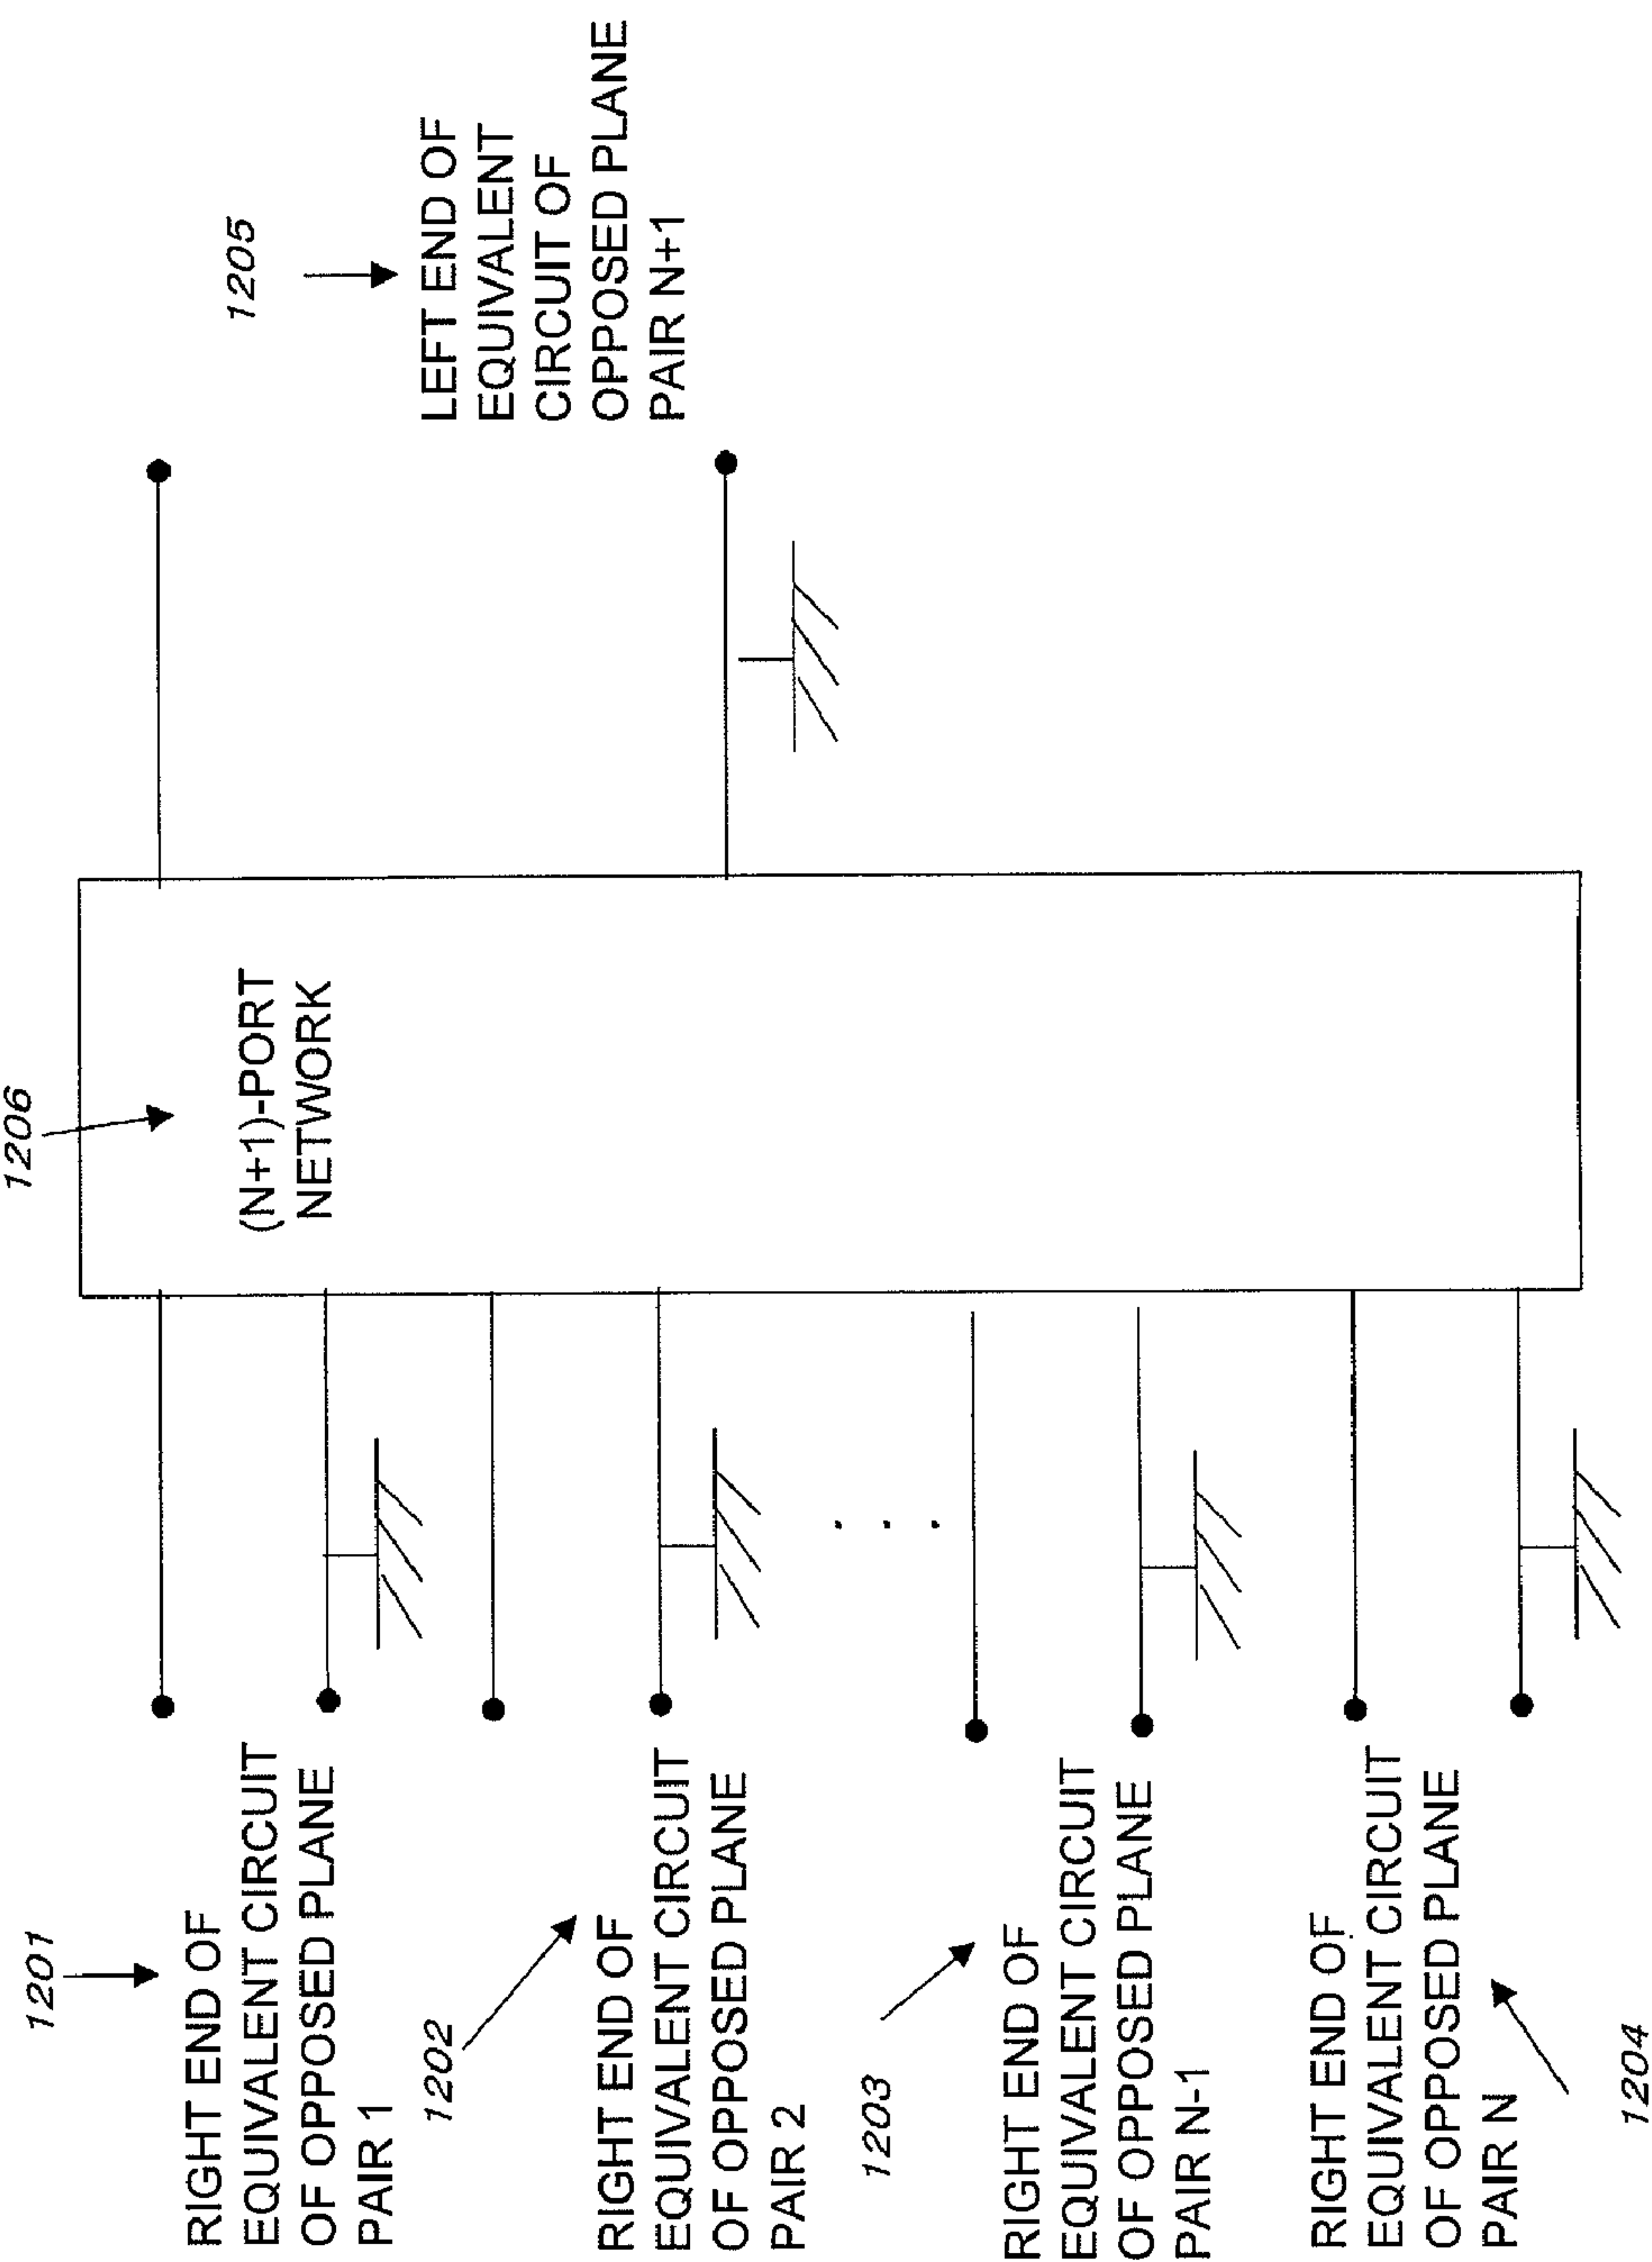 1201
RIGHT END OF
EQUIVALENT CIRCUIT
OF OPPOSED PLANE
PAIR 1
1202
RIGHT END OF
EQUIVALENT CIRCUIT
OF OPPOSED PLANE
PAIR 2
. . .
1203
RIGHT END OF
EQUIVALENT CIRCUIT
OF OPPOSED PLANE
PAIR N-1
RIGHT END OF
EQUIVALENT CIRCUIT
OF OPPOSED PLANE
PAIR N
1204
1206
(N+1)-PORT
NETWORK
1205
LEFT END OF
EQUIVALENT
CIRCUIT OF
OPPOSED PLANE
PAIR N+1